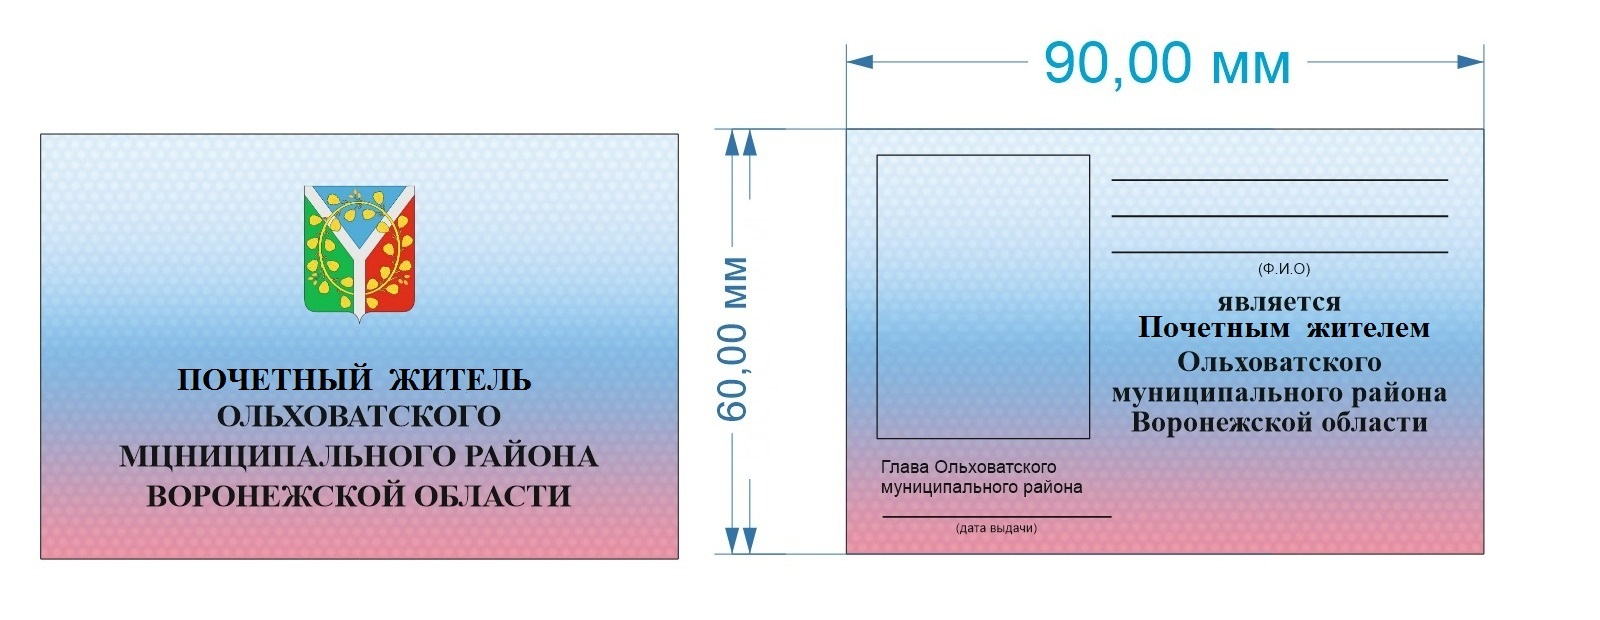 90,00 мм
60,00 мм
ПОЧЕТНЫЙ ЖИТЕЛЬ
ОЛЬХОВАТСКОГО
МЦНИЦИПАЛЬНОГО РАЙОНА
ВОРОНЕЖСКОЙ ОБЛАСТИ
(Ф.И.О)
является
Почетным жителем
Ольховатского
муниципального района
Воронежской области
Глава Ольховатского
муниципального района
(дата выдачи)